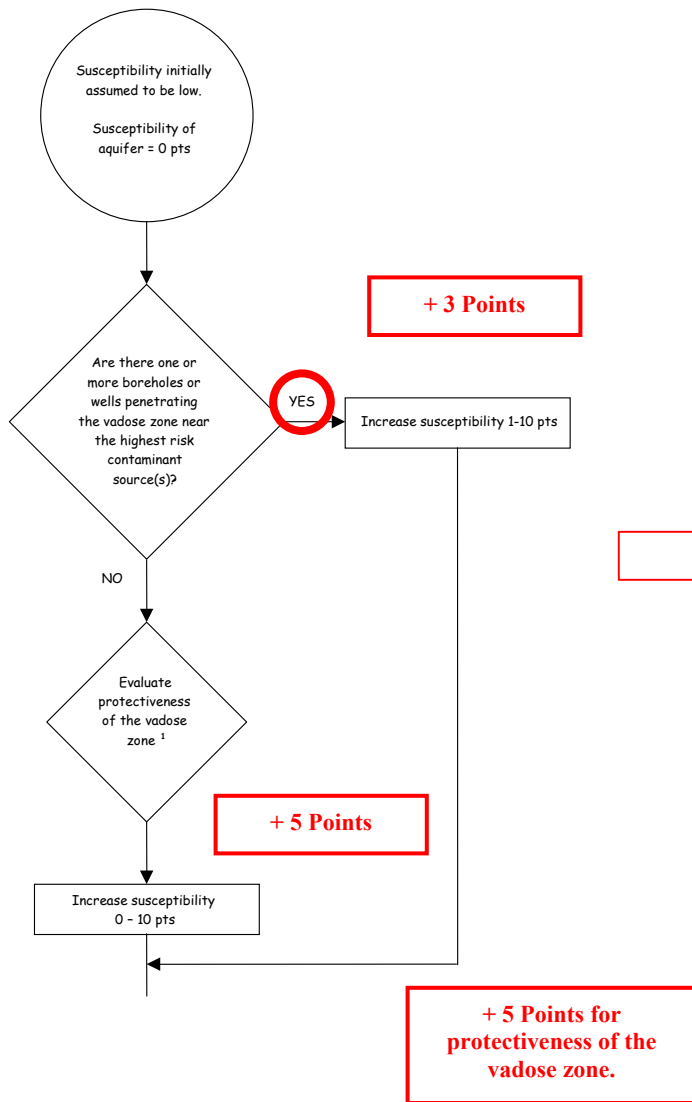 Susceptibility initially
assumed to be low.
Susceptibility of
aquifer = 0 pts
+ 3 Points
Are there one or
more boreholes or
wells penetrating
the vadose zone near
the highest risk
contaminant
source(s)?
YES
Increase susceptibility 1-10 pts
NO
Evaluate
protectiveness
of the vadose
zone ¹
+ 5 Points
Increase susceptibility
0 – 10 pts
+ 5 Points for
protectiveness of the
vadose zone.